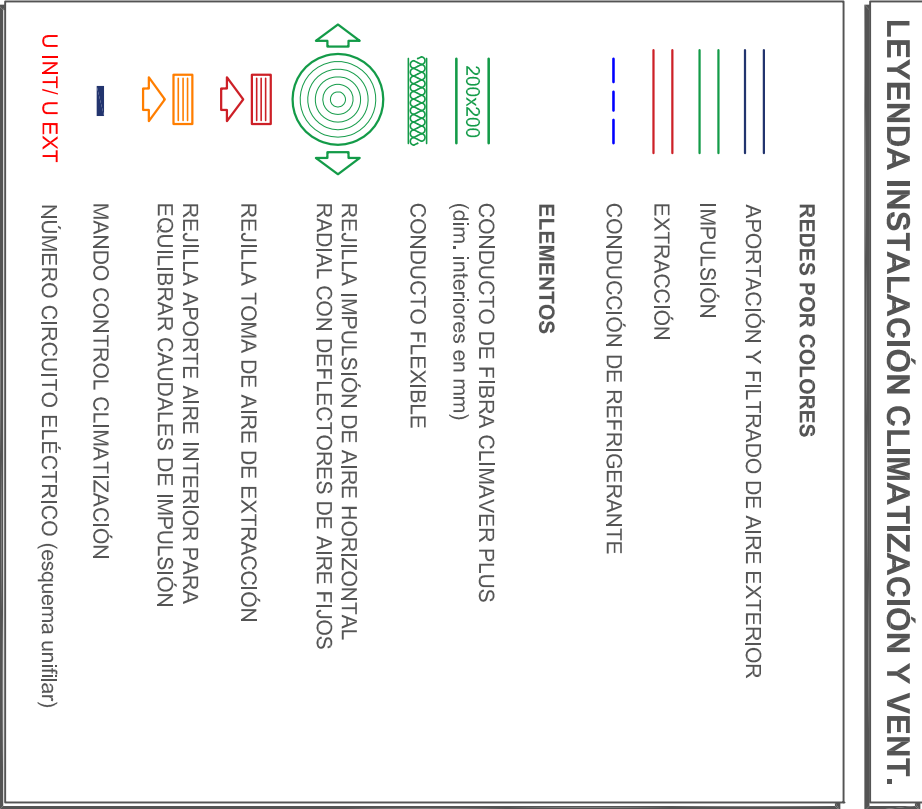 LEYENDA INSTALACIÓN CLIMATIZACIÓN Y VENT.
REDES POR COLORES
APORTACIÓN Y FILTRADO DE AIRE EXTERIOR
IMPULSIÓN
EXTRACCIÓN
CONDUCCIÓN DE REFRIGERANTE
ELEMENTOS
200x200
CONDUCTO DE FIBRA CLIMAVER PLUS
(dim. interiores en mm)
CONDUCTO FLEXIBLE
REJILLA IMPULSIÓN DE AIRE HORIZONTAL
RADIAL CON DEFLECTORES DE AIRE FIJOS
REJILLA TOMA DE AIRE DE EXTRACCIÓN
REJILLA APORTE AIRE INTERIOR PARA
EQUILIBRAR CAUDALES DE IMPULSIÓN
MANDO CONTROL CLIMATIZACIÓN
U INT/ U EXT
NÚMERO CIRCUITO ELÉCTRICO (esquema unifilar)